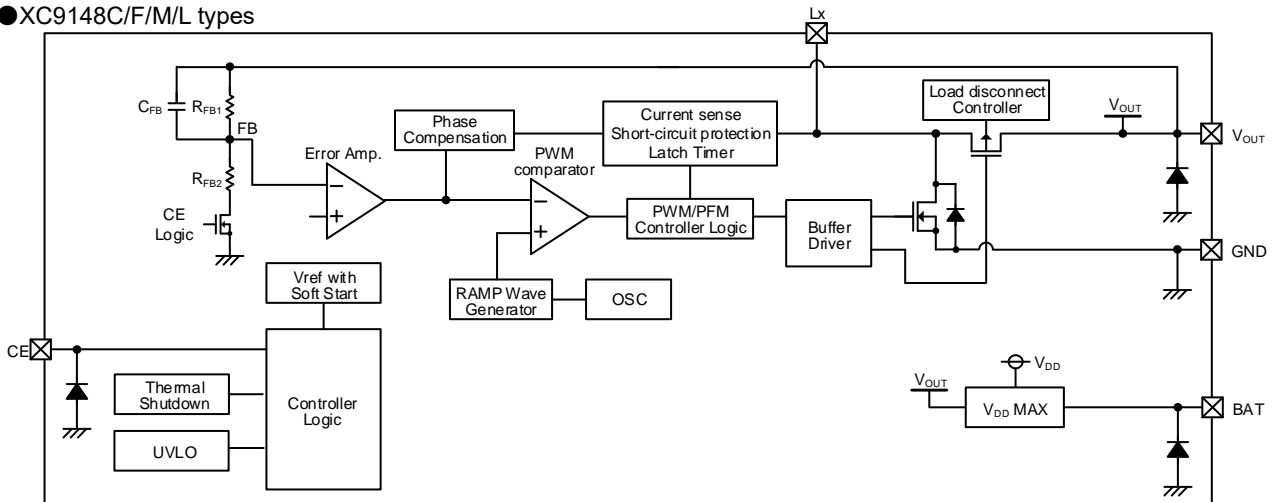 ●XC9148C/F/M/L types
Lx
CFB
RFB1
FB
RFB2
CE
Logic
Error Amp.
Phase
Compensation
Current sense
Short-circuit protection
Latch Timer
Load disconnect
Controller
VOUT
VOUT
PWM
comparator
PWM/PFM
Controller Logic
Buffer
Driver
GND
Vref with
Soft Start
RAMP Wave
Generator
OSC
CE
Thermal
Shutdown
UVLO
Controller
Logic
VDD
VOUT
VDD MAX
BAT